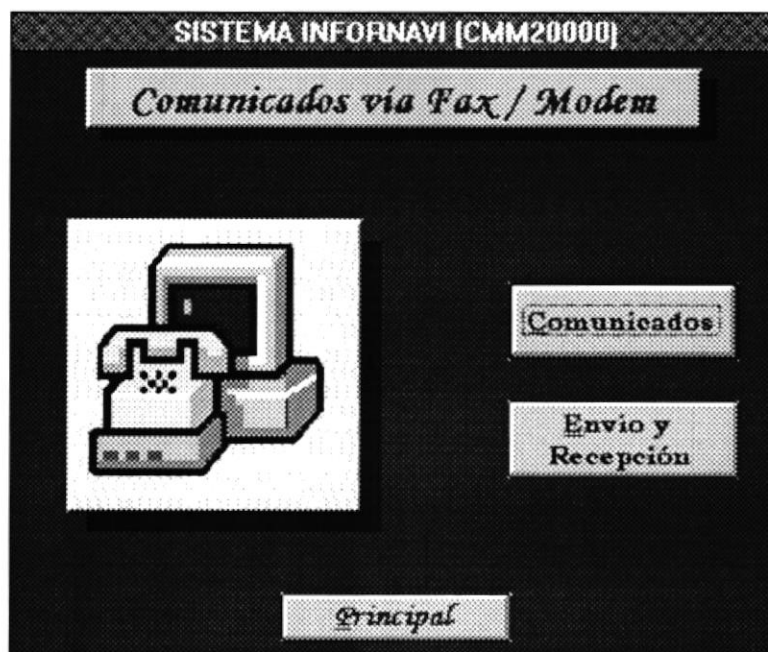 SISTEMA INFORNAVI (CMM20000)
Comunicados vía Fax / Modem
Comunicados
Envio y
Recepción
Principal